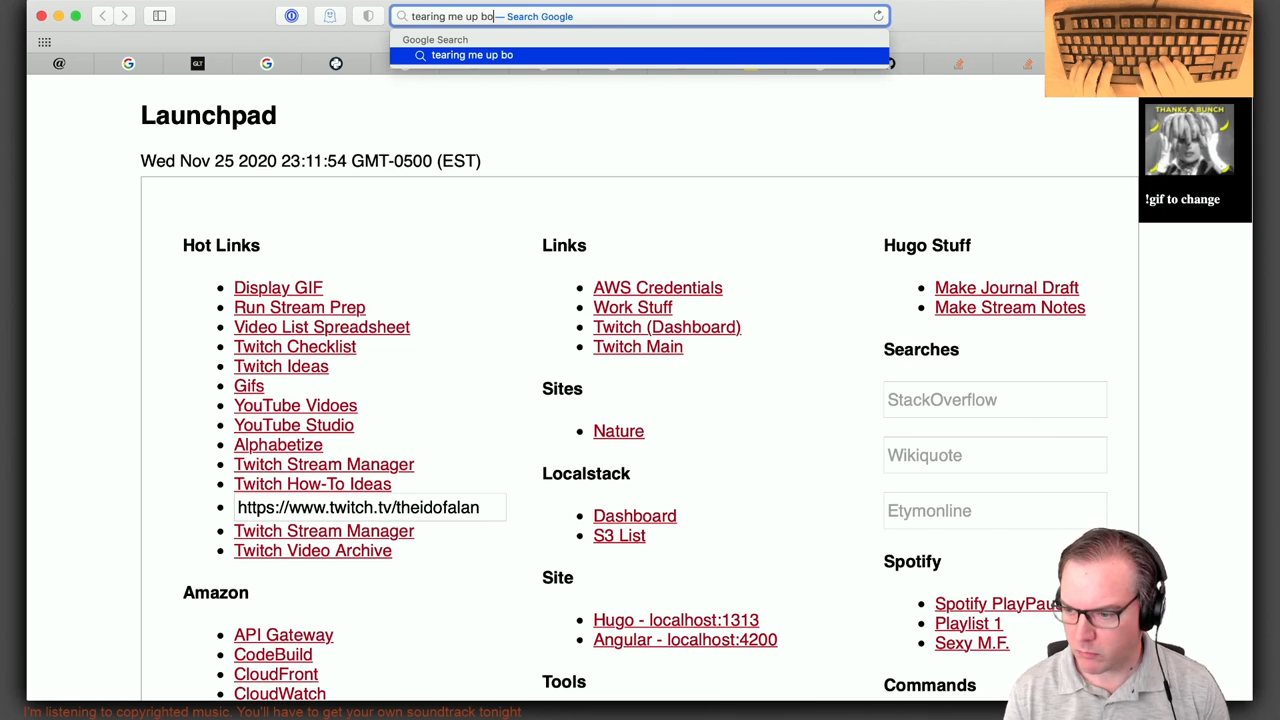 tearing me up bo — Search Google
Google Search
tearing me up bo
@
GLT
Launchpad
Wed Nov 25 2020 23:11:54 GMT-0500 (EST)
THANKS A BUNCH
!gif to change
Hot Links
Display GIF
Run Stream Prep
Video List Spreadsheet
Twitch Checklist
Twitch Ideas
Gifs
YouTube Vidoes
YouTube Studio
Alphabetize
Twitch Stream Manager
Twitch How-To Ideas
https://www.twitch.tv/theidofalan
Twitch Stream Manager
Twitch Video Archive
Amazon
API Gateway
CodeBuild
CloudFront
CloudWatch
Links
AWS Credentials
Work Stuff
Twitch (Dashboard)
Twitch Main
Sites
Nature
Localstack
Dashboard
S3 List
Site
Hugo - localhost:1313
Angular - localhost:4200
Tools
Hugo Stuff
Make Journal Draft
Make Stream Notes
Searches
StackOverflow
Wikiquote
Etymonline
Spotify
Spotify PlayPau
Playlist 1
Sexy M.F.
Commands
I'm listening to copyrighted music. You'll have to get your own soundtrack tonight